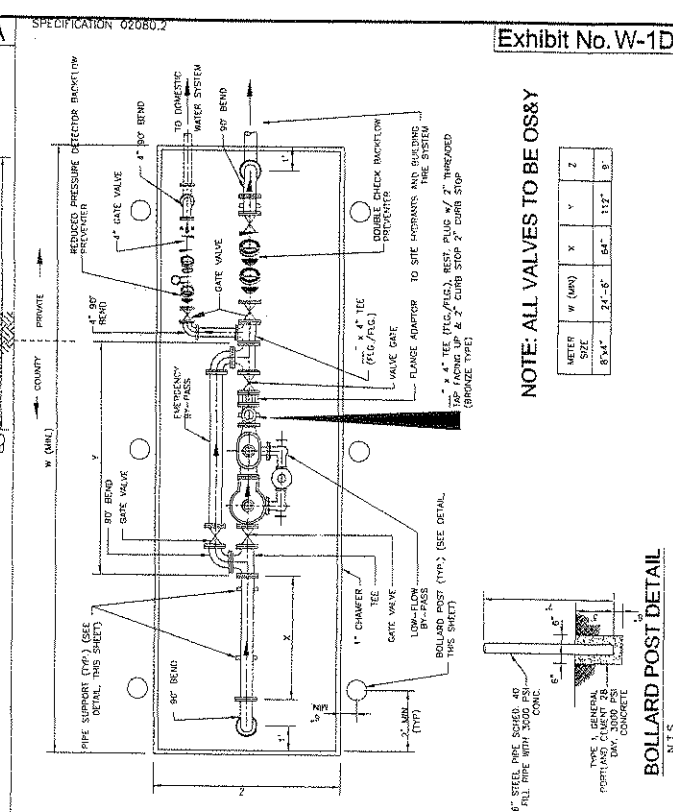 SPECIFICATION 02080.2
Exhibit No. W-1D
W (MIN.)
COUNTY
PRIVATE
REDUCED PRESSURE DETECTOR BACKFLOW
PREVENTER
4" GATE VALVE
4" 90° BEND
TO DOMESTIC
WATER SYSTEM
90° BEND
4" 90°
BEND
GATE VALVE
Y
EMERGENCY
BY-PASS
90° BEND
GATE VALVE
PIPE SUPPORT (TYP.) (SEE
DETAIL, THIS SHEET)
90° BEND
1'
X
Z
1'
DOUBLE CHECK BACKFLOW
PREVENTER
TO SITE HYDRANTS AND BUILDING
FIRE SYSTEM
x 4" TEE
(FLG./FLG.)
VALVE GATE
FLANGE ADAPTOR
x 4" TEE (FLG./FLG.), REST. PLUG W/ 2" THREADED
TAP FACING UP & 2" CURB STOP 2" CURB STOP
(BRONZE TYPE)
1" CHAMFER
TEE
GATE VALVE
LOW-FLOW
BY-PASS
BOLLARD POST (TYP.) (SEE DETAIL,
THIS SHEET)
MIN.
2' MIN.
(TYP)
NOTE: ALL VALVES TO BE OS&Y
METER SIZE W (MIN) X Y Z
8"x4" 24'-6" 64" 112" 9'
6" STEEL PIPE SCHED. 40
FILL PIPE WITH 3000 PSI
CONC.
6"
6"
TYPE 1, GENERAL
PORTLAND CEMENT 28
DAY, 3000 PSI
CONCRETE
BOLLARD POST DETAIL
N.T.S.